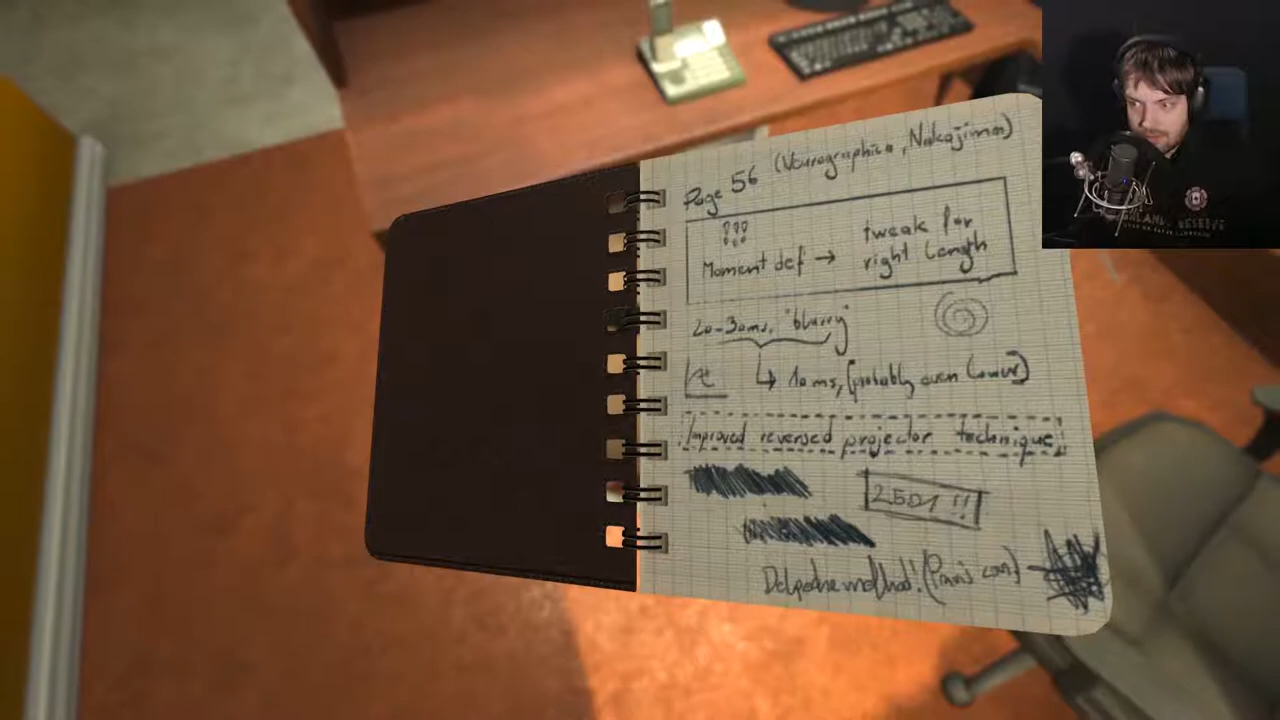 Page 56 (Neurographics, Nakajima)
???
Moment def → tweak for right length
20-30ms, "blurry"
10ms, (probably even lower)
Improved reversed projector technique
2501 !!
method! (Paris con)